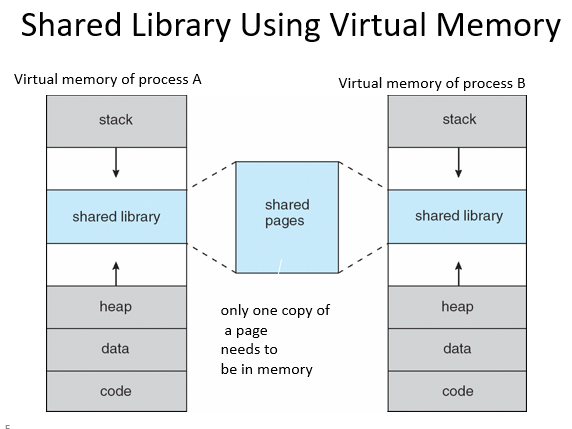 Shared Library Using Virtual Memory
Virtual memory of process A
Virtual memory of process B
stack
shared library
heap
data
code
shared
pages
only one copy of
a page
needs to
be in memory
stack
shared library
heap
data
code